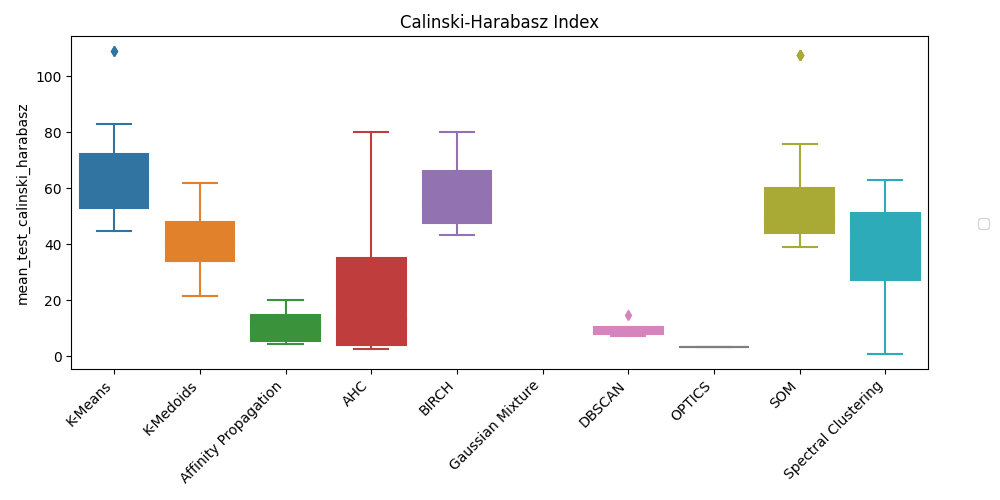 Calinski-Harabasz Index
mean_test_calinski_harabasz
100
80
60
40
20
0
K-Means
K-Medoids
Affinity Propagation
AHC
BIRCH
Gaussian Mixture
DBSCAN
OPTICS
SOM
Spectral Clustering